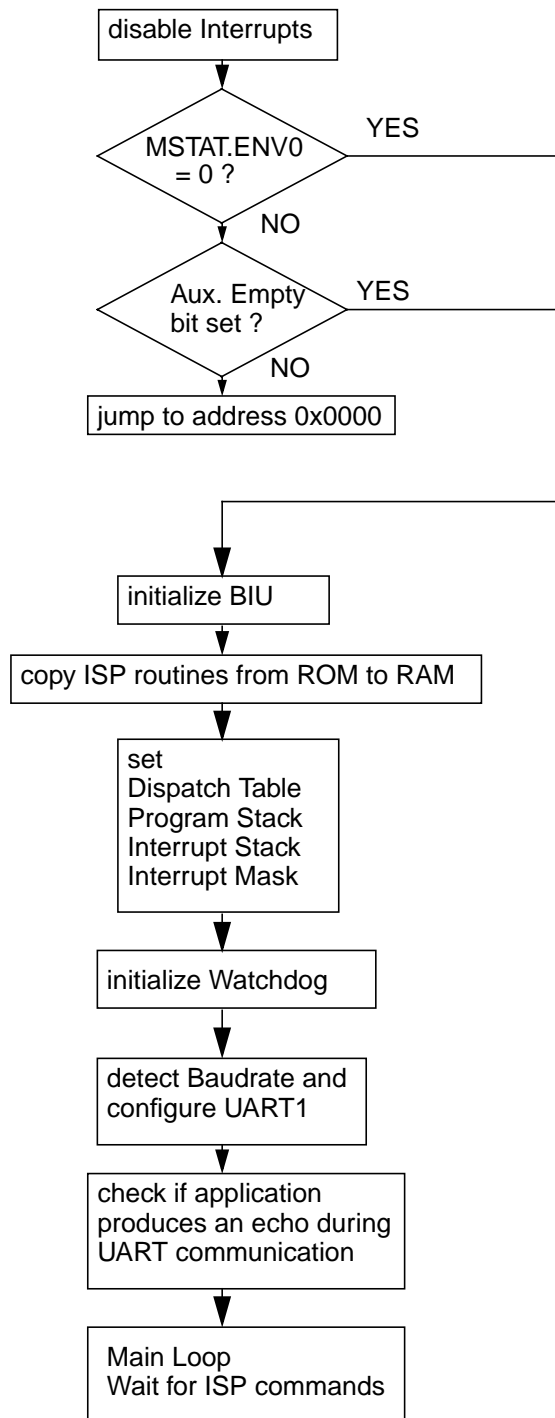 disable Interrupts
YES
MSTAT.ENV0
= 0 ?
NO
Aux. Empty
bit set ?
YES
NO
jump to address 0x0000
initialize BIU
copy ISP routines from ROM to RAM
set
Dispatch Table
Program Stack
Interrupt Stack
Interrupt Mask
initialize Watchdog
detect Baudrate and
configure UART1
check if application
produces an echo during
UART communication
Main Loop
Wait for ISP commands